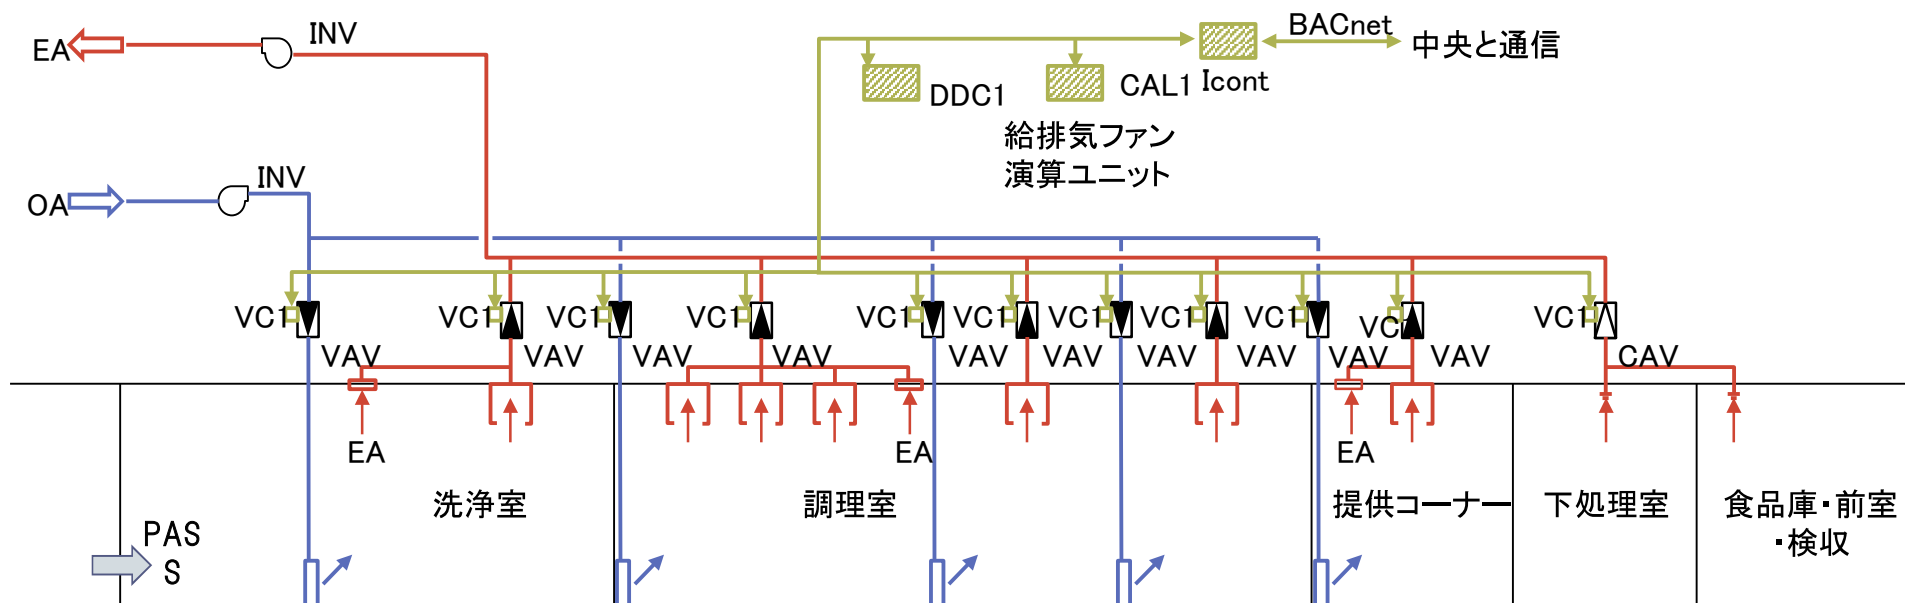 EA
INV
BACnet
中央と通信
DDC1
CAL1
Icont
給排気ファン
演算ユニット
OA
INV
VC1
VC1
VC1
VC1
VC1
VC1
VC1
VC1
VC1
VC1
VC1
VAV
VAV
VAV
VAV
VAV
VAV
VAV
VAV
VAV
VAV
CAV
EA
EA
EA
洗浄室
調理室
提供コーナー
下処理室
食品庫・前室
・検収
PAS
S